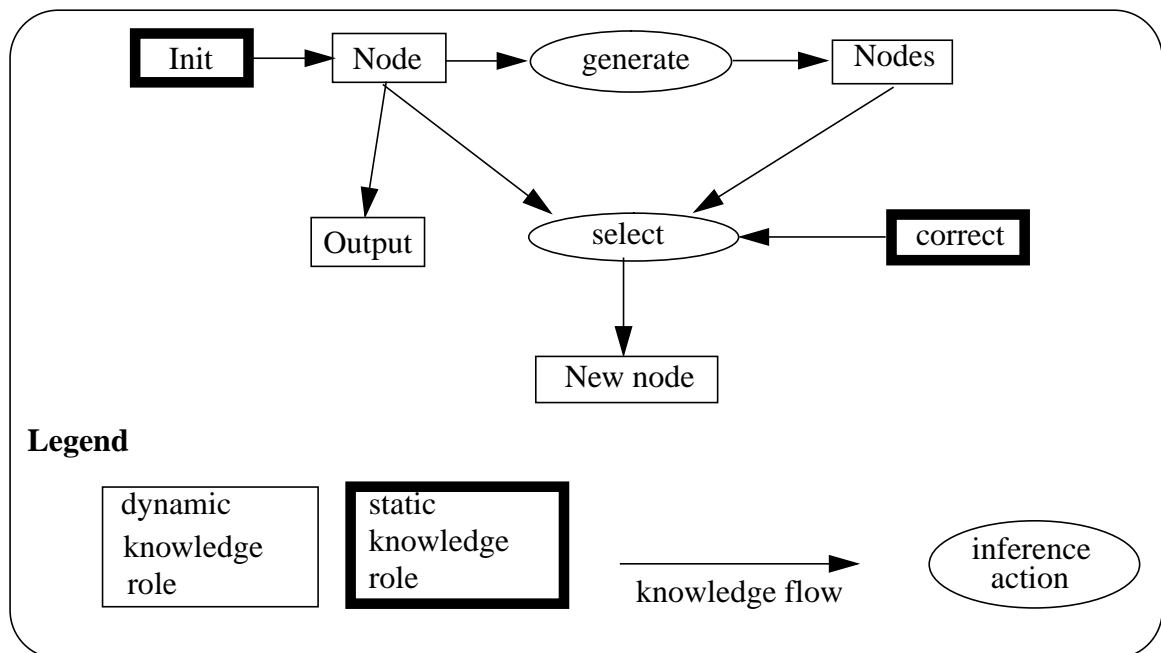 Init
Node
generate
Nodes
Output
select
correct
New node
Legend
dynamic
knowledge
role
static
knowledge
role
knowledge flow
inference
action